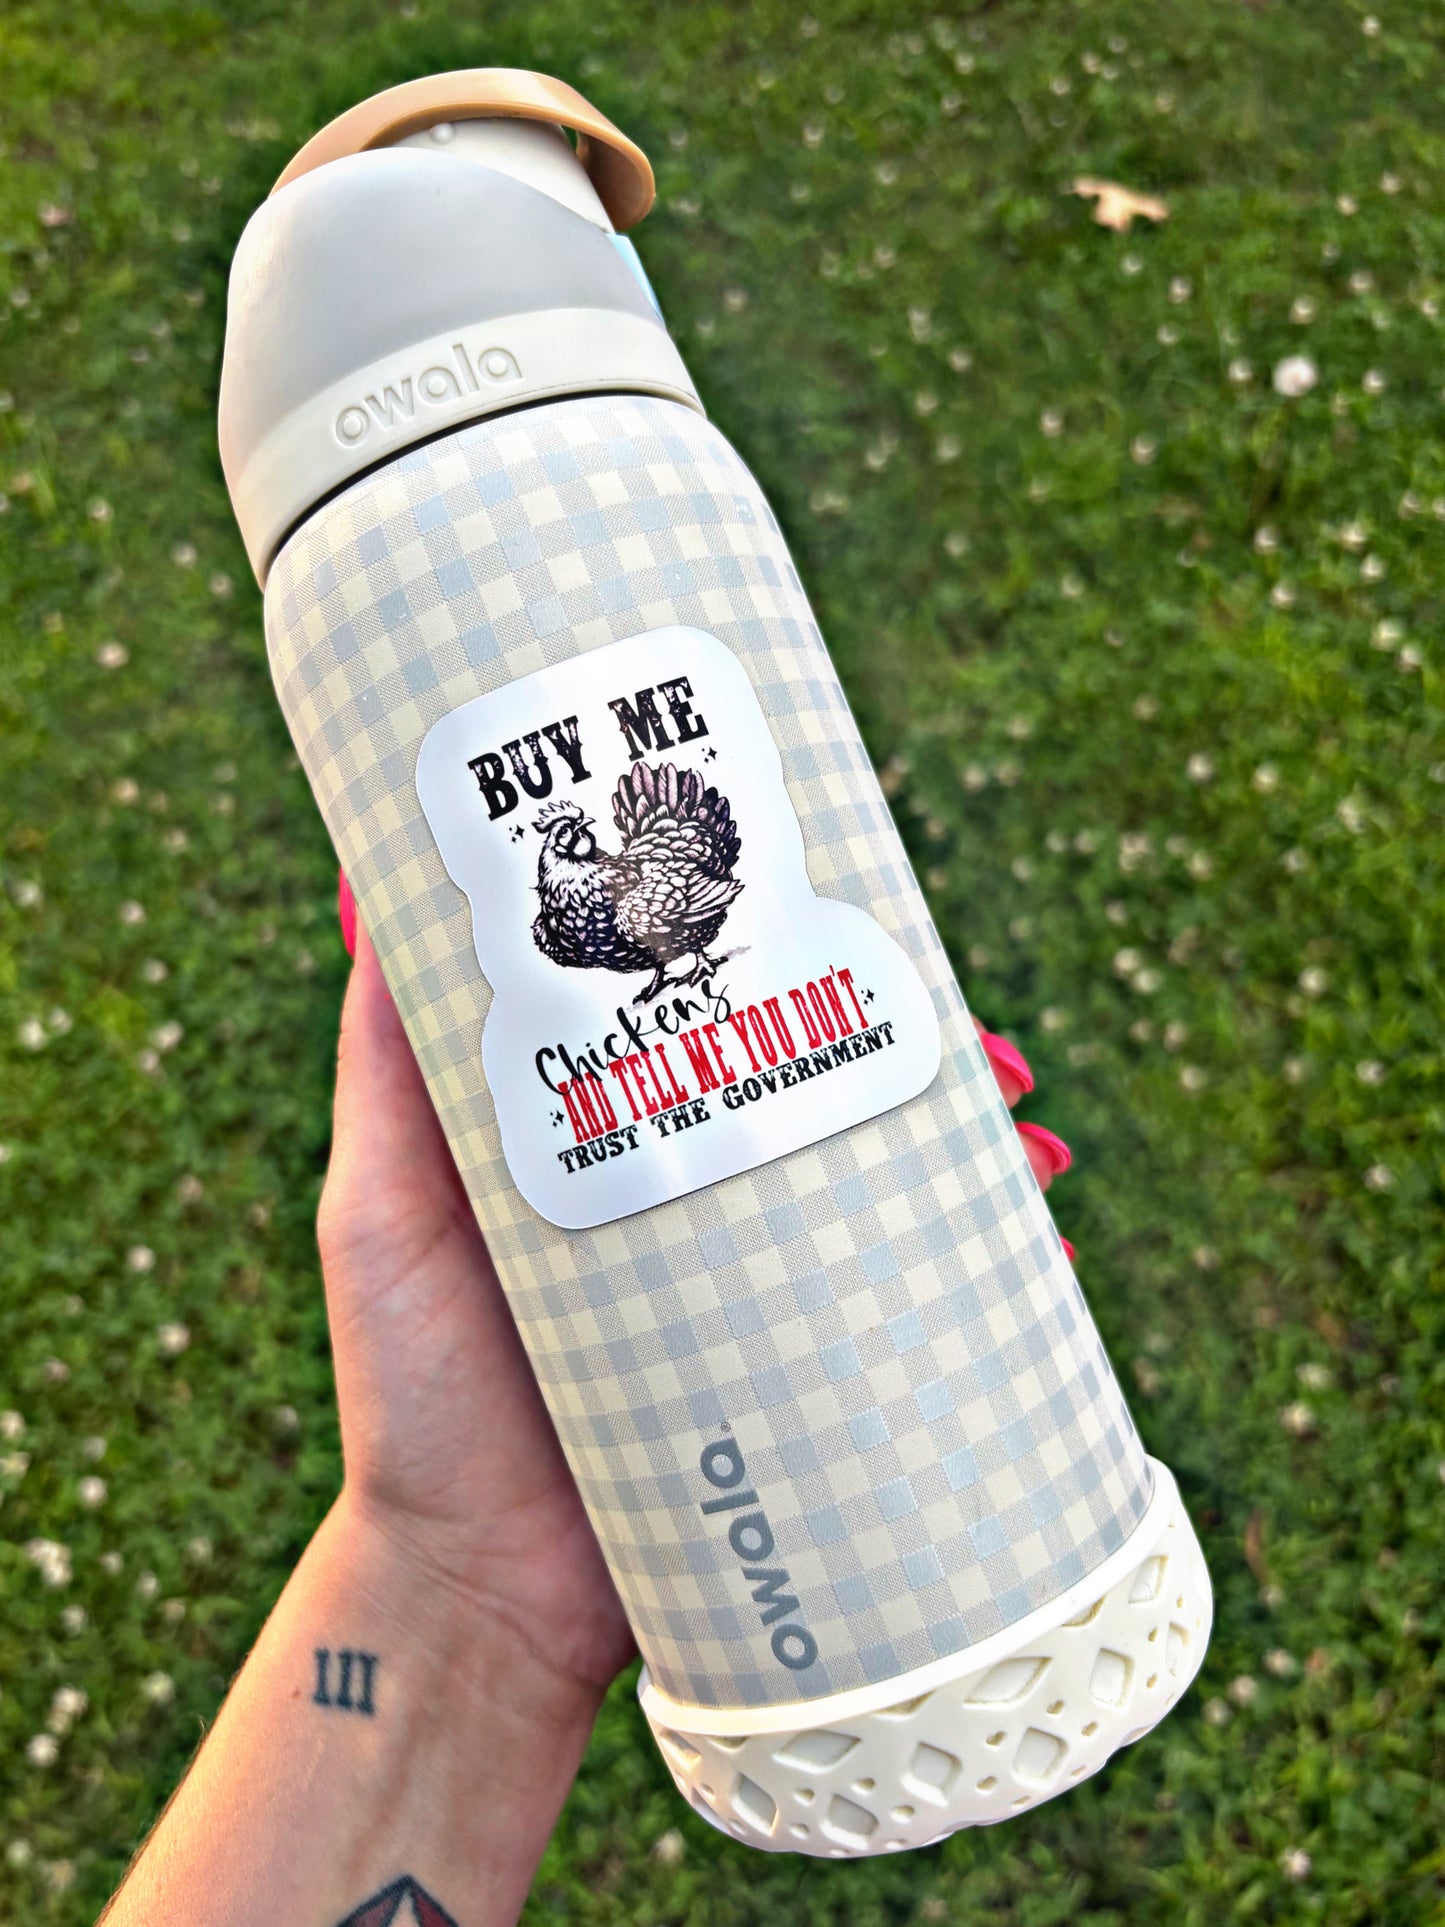 owala
BUY ME
Chickens
AND TELL ME YOU DON'T
TRUST THE GOVERNMENT
owala
III